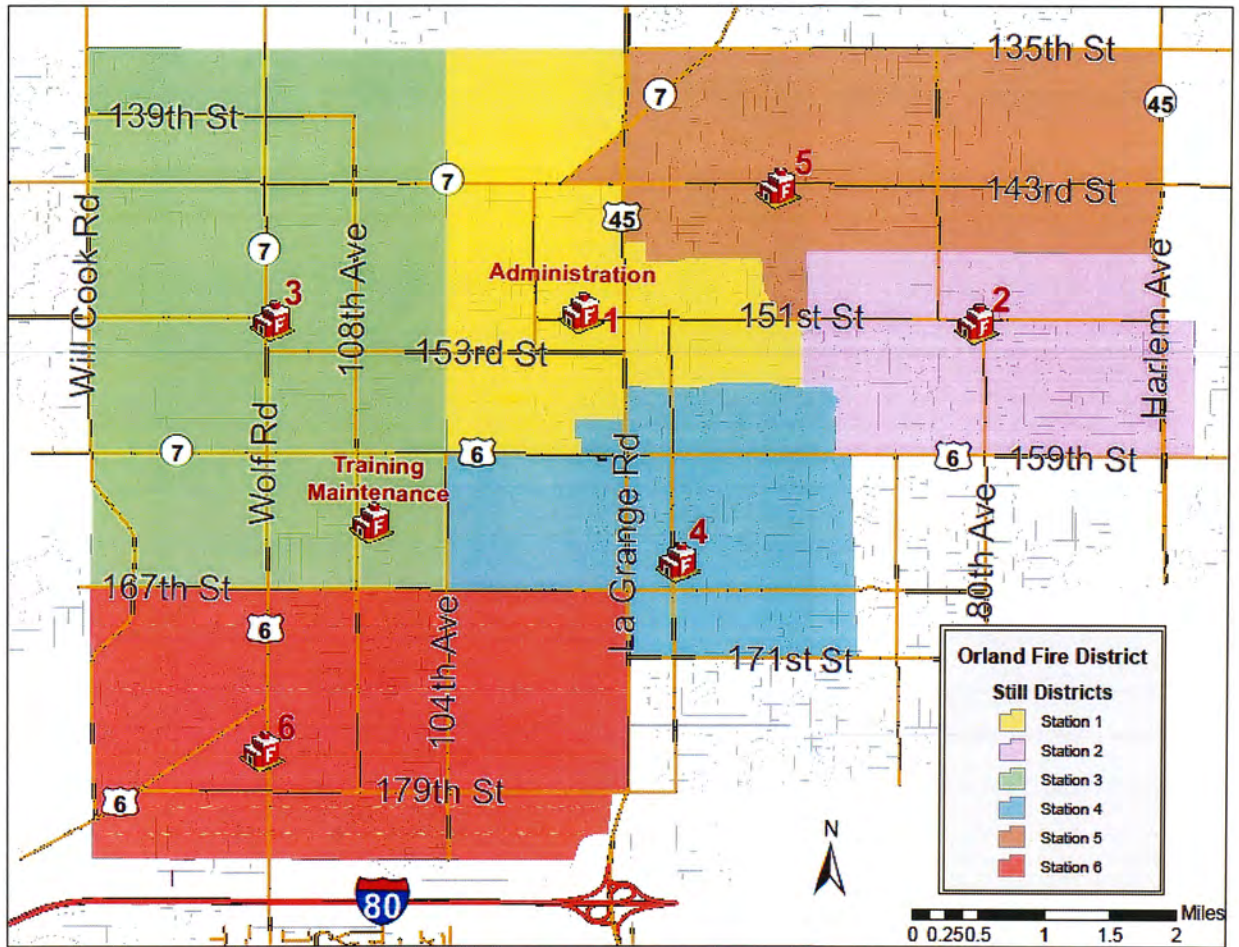 135th St
7
45
139th St
7
143rd St
5
45
7
Will Cook Rd
108th Ave
Administration
3
1
2
151st St
153rd St
Harlem Ave
Wolf Rd
7
6
La Grange Rd
6
159th St
Training
Maintenance
4
80th Ave
167th St
6
104th Ave
171st St
6
179th St
6
80
N
Orland Fire District
Still Districts
Station 1
Station 2
Station 3
Station 4
Station 5
Station 6
Miles
0 0.25 0.5 1 1.5 2